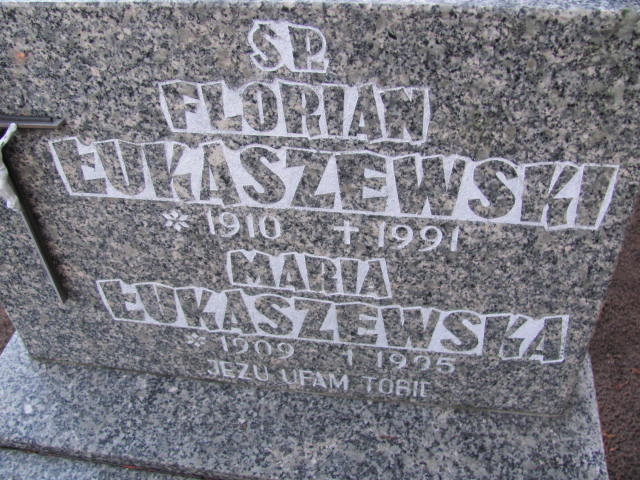 ŚP.
FLORIAN
ŁUKASZEWSKI
* 1910 † 1991
MARIA
ŁUKASZEWSKA
* 1909 † 1995
JEZU UFAM TOBIE